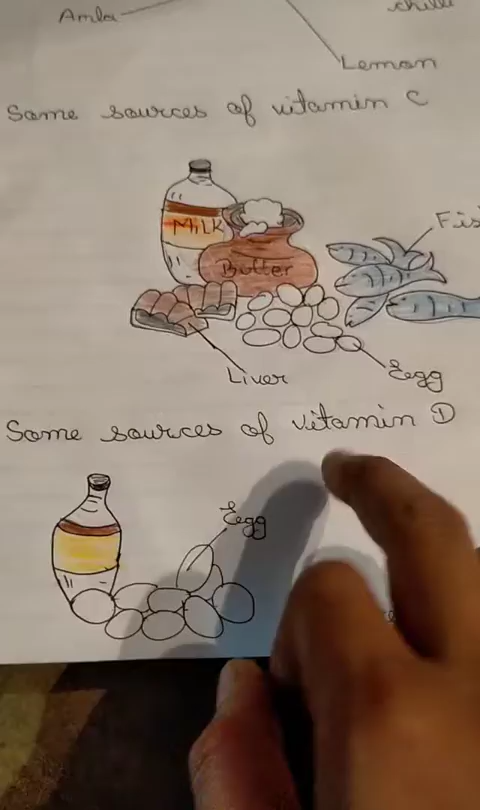 Amla
Lemon
Some sources of vitamin C
MiLK
Butter
Liver
Egg
Some sources of vitamin D
Egg